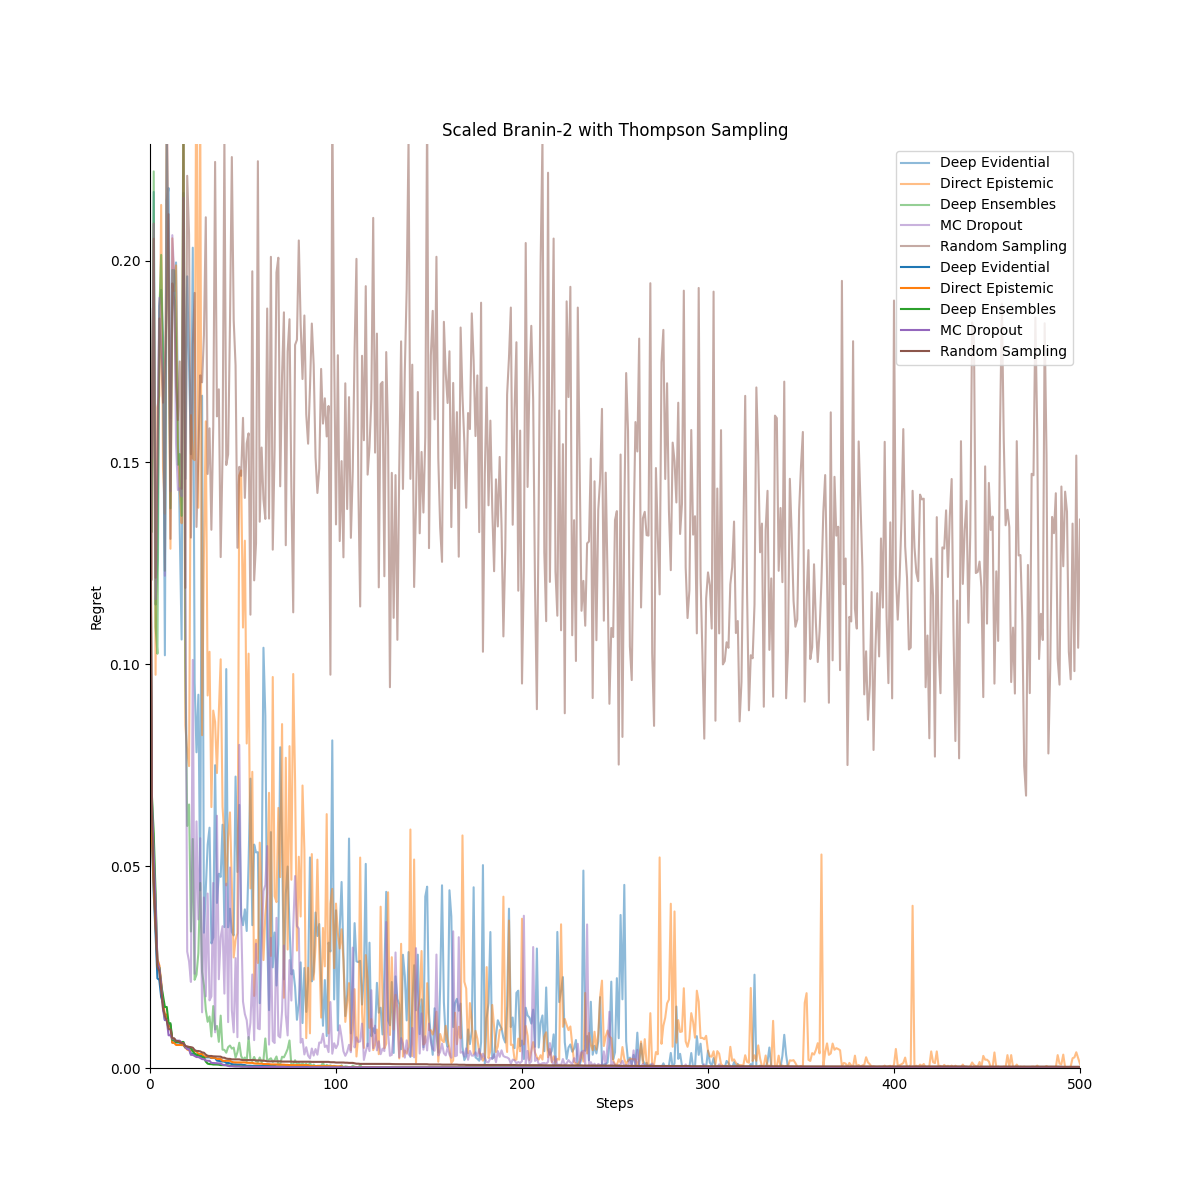 Scaled Branin-2 with Thompson Sampling
Deep Evidential
Direct Epistemic
Deep Ensembles
MC Dropout
Random Sampling
Deep Evidential
Direct Epistemic
Deep Ensembles
MC Dropout
Random Sampling
0.20
0.15
0.10
0.05
0.00
Regret
0 100 200 300 400 500
Steps